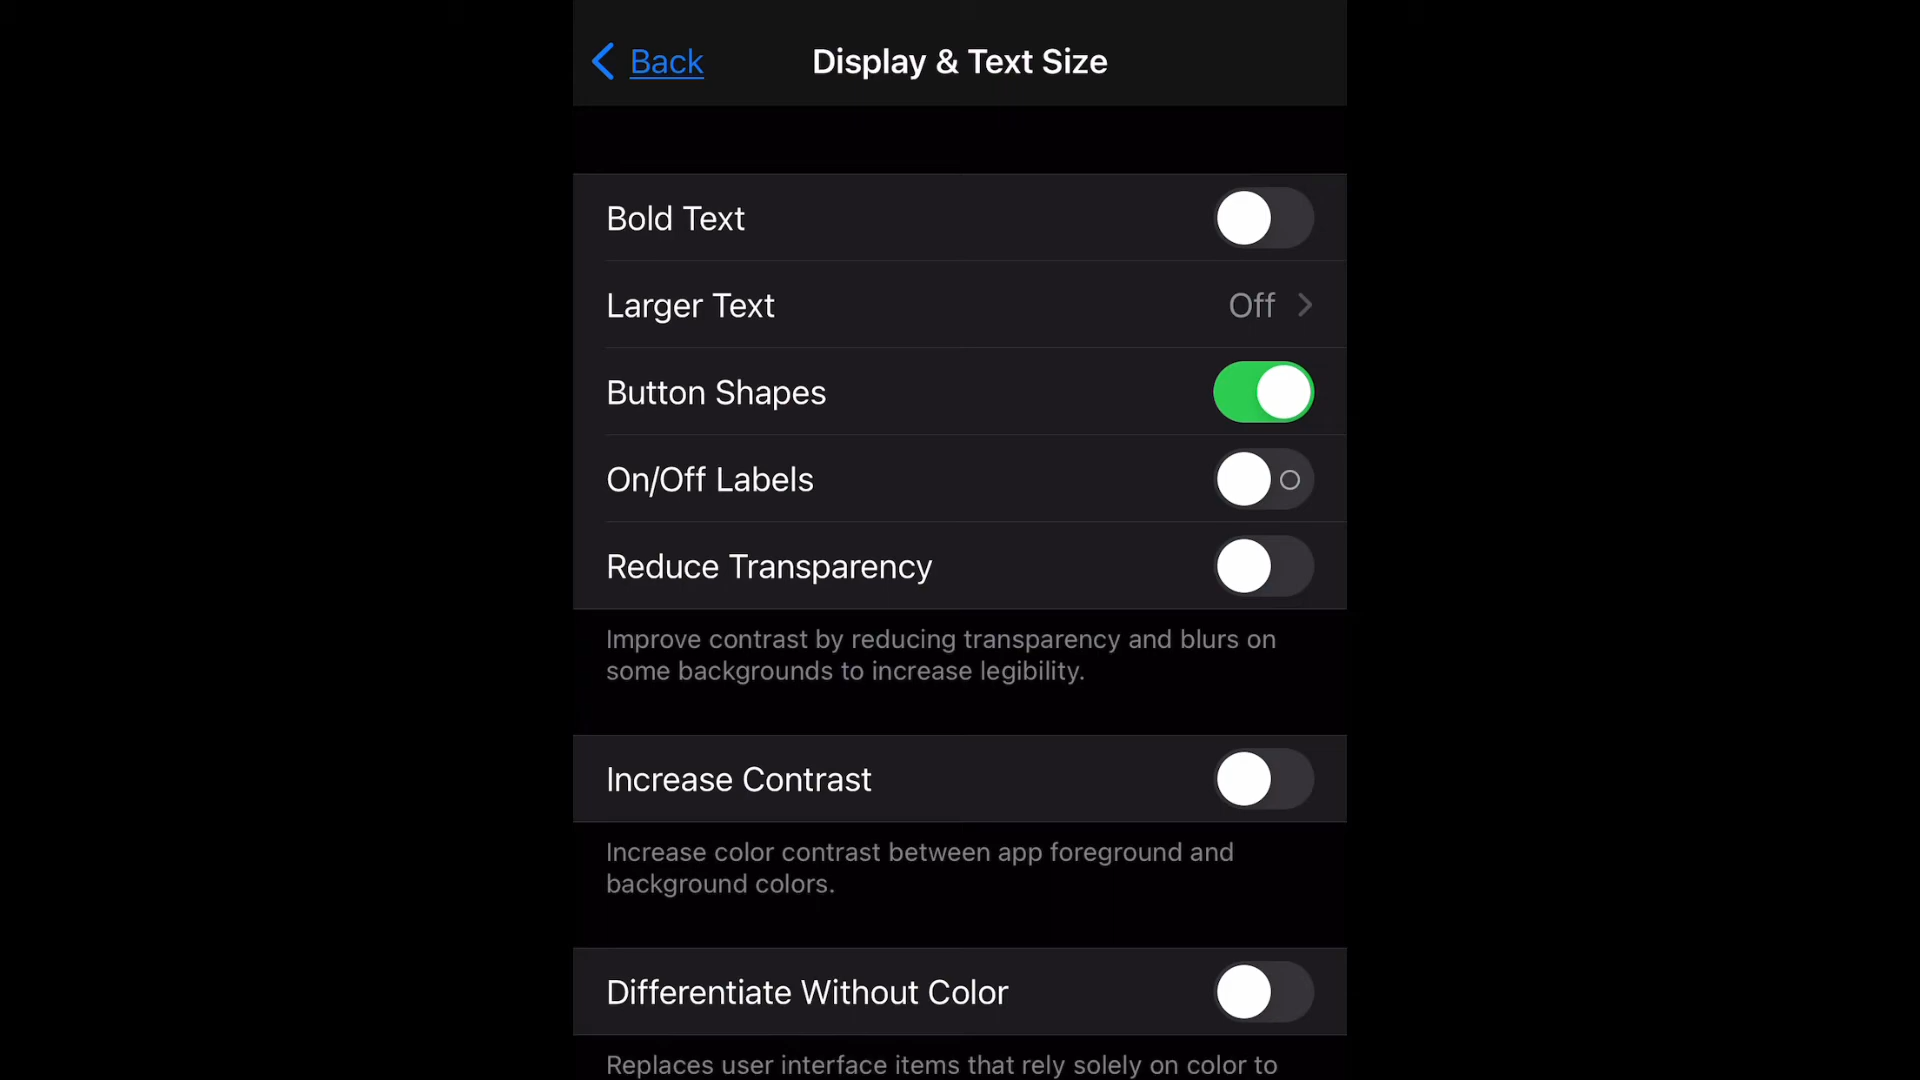 Back
Display & Text Size
Bold Text
Larger Text
Off
Button Shapes
On/Off Labels
Reduce Transparency
Improve contrast by reducing transparency and blurs on
some backgrounds to increase legibility.
Increase Contrast
Increase color contrast between app foreground and
background colors.
Differentiate Without Color
Replaces user interface items that rely solely on color to